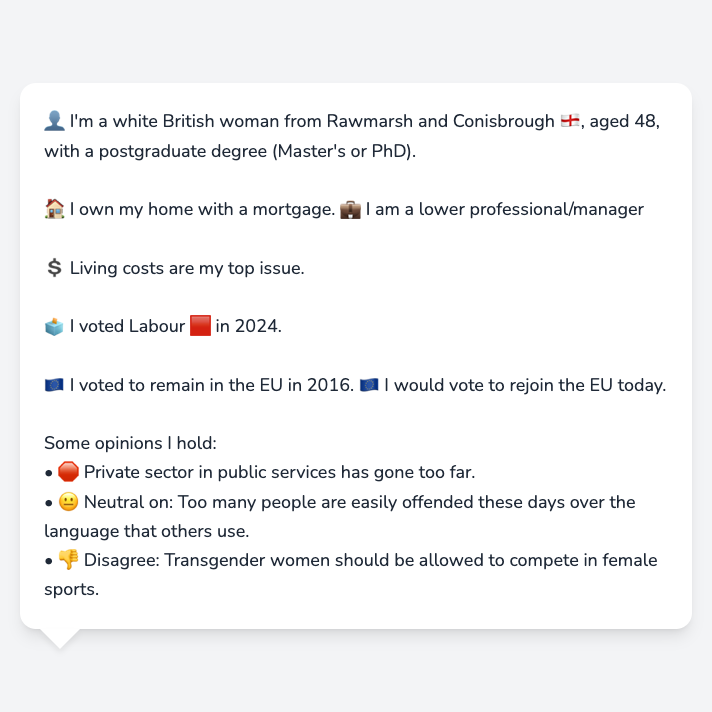 👤 I'm a white British woman from Rawmarsh and Conisbrough 🏴󠁧󠁢󠁥󠁮󠁧󠁿, aged 48,
with a postgraduate degree (Master's or PhD).
🏠 I own my home with a mortgage. 💼 I am a lower professional/manager
💲 Living costs are my top issue.
🗳️ I voted Labour 🟥 in 2024.
🇪🇺 I voted to remain in the EU in 2016. 🇪🇺 I would vote to rejoin the EU today.
Some opinions I hold:
• 🛑 Private sector in public services has gone too far.
• 😐 Neutral on: Too many people are easily offended these days over the
language that others use.
• 👎 Disagree: Transgender women should be allowed to compete in female
sports.